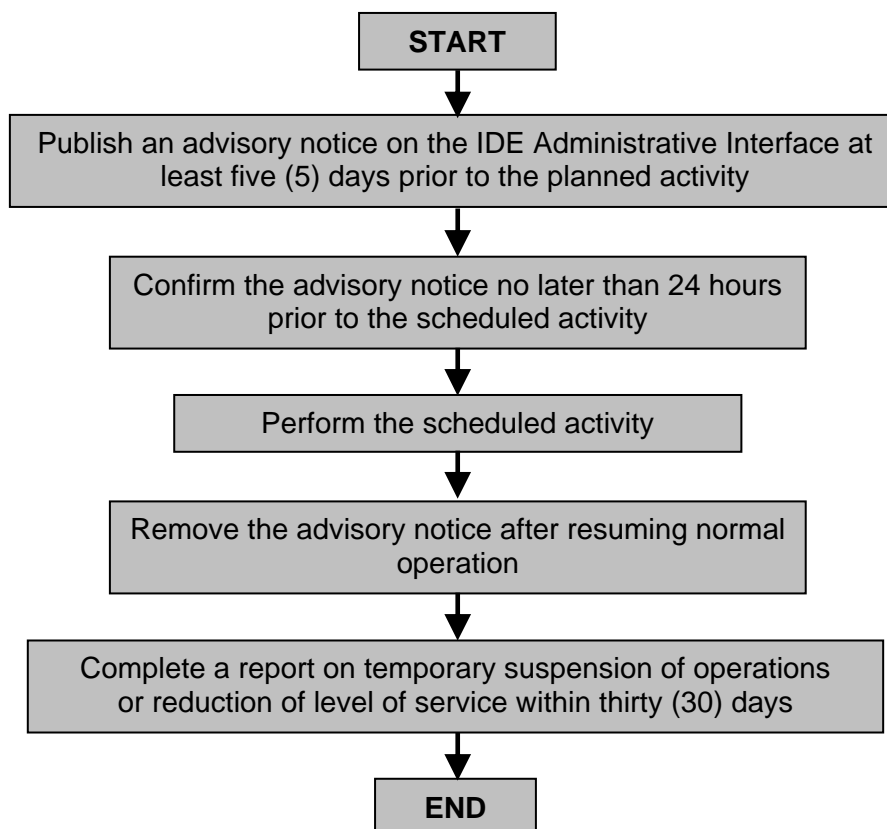 START
Publish an advisory notice on the IDE Administrative Interface at
least five (5) days prior to the planned activity
Confirm the advisory notice no later than 24 hours
prior to the scheduled activity
Perform the scheduled activity
Remove the advisory notice after resuming normal
operation
Complete a report on temporary suspension of operations
or reduction of level of service within thirty (30) days
END